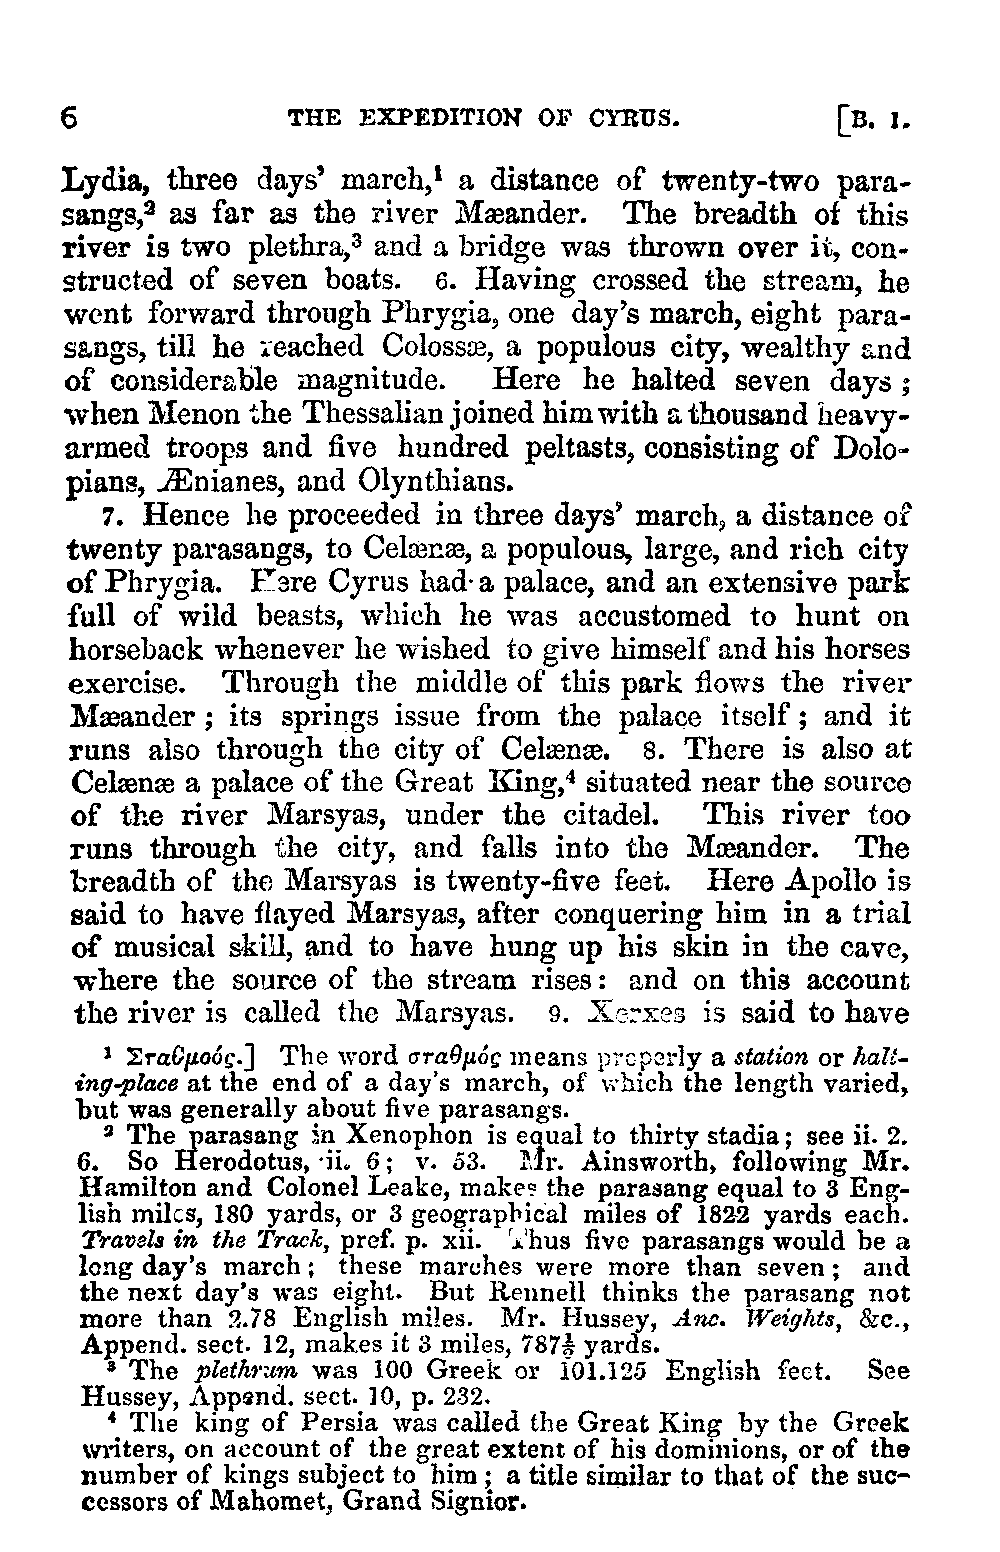 6 THE EXPEDITION OF CYRUS. [B. I.
Lydia, three days’ march,¹ a distance of twenty-two para-
sangs,² as far as the river Mæander. The breadth of this
river is two plethra,³ and a bridge was thrown over it, con-
structed of seven boats. 6. Having crossed the stream, he
went forward through Phrygia, one day’s march, eight para-
sangs, till he reached Colossæ, a populous city, wealthy and
of considerable magnitude. Here he halted seven days ;
when Menon the Thessalian joined him with a thousand heavy-
armed troops and five hundred peltasts, consisting of Dolo-
pians, Ænianes, and Olynthians.
7. Hence he proceeded in three days’ march, a distance of
twenty parasangs, to Celænæ, a populous, large, and rich city
of Phrygia. Here Cyrus had a palace, and an extensive park
full of wild beasts, which he was accustomed to hunt on
horseback whenever he wished to give himself and his horses
exercise. Through the middle of this park flows the river
Mæander ; its springs issue from the palace itself ; and it
runs also through the city of Celænæ. 8. There is also at
Celænæ a palace of the Great King,⁴ situated near the source
of the river Marsyas, under the citadel. This river too
runs through the city, and falls into the Mæander. The
breadth of the Marsyas is twenty-five feet. Here Apollo is
said to have flayed Marsyas, after conquering him in a trial
of musical skill, and to have hung up his skin in the cave,
where the source of the stream rises : and on this account
the river is called the Marsyas. 9. Xerxes is said to have
¹ Σταθμούς.] The word σταθμός means properly a station or halt-
ing-place at the end of a day’s march, of which the length varied,
but was generally about five parasangs.
² The parasang in Xenophon is equal to thirty stadia ; see ii. 2.
6. So Herodotus, ii. 6 ; v. 53. Mr. Ainsworth, following Mr.
Hamilton and Colonel Leake, makes the parasang equal to 3 Eng-
lish miles, 180 yards, or 3 geographical miles of 1822 yards each.
Travels in the Track, pref. p. xii. Thus five parasangs would be a
long day’s march ; these marches were more than seven ; and
the next day’s was eight. But Rennell thinks the parasang not
more than 2.78 English miles. Mr. Hussey, Anc. Weights, &c.,
Append. sect. 12, makes it 3 miles, 787½ yards.
³ The plethrum was 100 Greek or 101.125 English feet. See
Hussey, Append. sect. 10, p. 232.
⁴ The king of Persia was called the Great King by the Greek
writers, on account of the great extent of his dominions, or of the
number of kings subject to him ; a title similar to that of the suc-
cessors of Mahomet, Grand Signior.